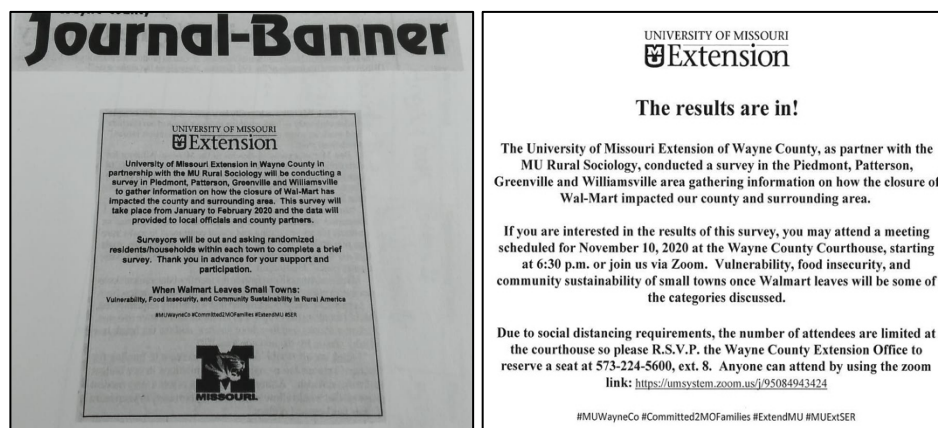 Journal-Banner
UNIVERSITY OF MISSOURI
Extension
University of Missouri Extension in Wayne County in
partnership with the MU Rural Sociology will be conducting a
survey in Piedmont, Patterson, Greenville and Williamsville
to gather information on how the closure of Wal-Mart has
impacted the county and surrounding area. This survey will
take place from January to February 2020 and the data will
provided to local officials and county partners.
Surveyors will be out and asking randomized
residents/households within each town to complete a brief
survey. Thank you in advance for your support and
participation.
When Walmart Leaves Small Towns:
Vulnerability, Food Insecurity, and Community Sustainability in Rural America
#MUWayneCo #Committed2MOFamilies #ExtendMU #SER
MISSOURI
UNIVERSITY OF MISSOURI
Extension
The results are in!
The University of Missouri Extension of Wayne County, as partner with the
MU Rural Sociology, conducted a survey in the Piedmont, Patterson,
Greenville and Williamsville area gathering information on how the closure of
Wal-Mart impacted our county and surrounding area.
If you are interested in the results of this survey, you may attend a meeting
scheduled for November 10, 2020 at the Wayne County Courthouse, starting
at 6:30 p.m. or join us via Zoom. Vulnerability, food insecurity, and
community sustainability of small towns once Walmart leaves will be some of
the categories discussed.
Due to social distancing requirements, the number of attendees are limited at
the courthouse so please R.S.V.P. the Wayne County Extension Office to
reserve a seat at 573-224-5600, ext. 8. Anyone can attend by using the zoom
link: https://umsystem.zoom.us/j/95084943424
#MUWayneCo #Committed2MOFamilies #ExtendMU #MUExtSER